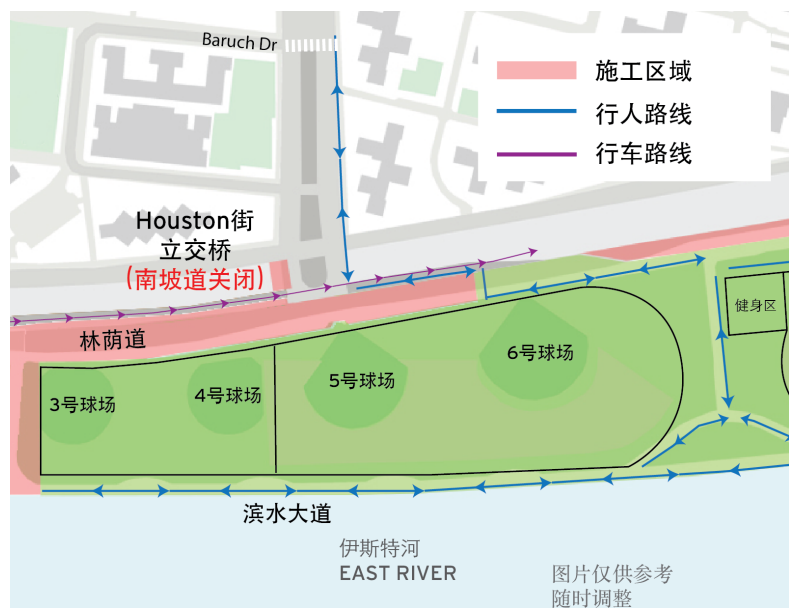 Baruch Dr
施工区域
行人路线
行车路线
Houston街
立交桥
(南坡道关闭)
林荫道
健身区
3号球场
4号球场
5号球场
6号球场
滨水大道
伊斯特河
EAST RIVER
图片仅供参考
随时调整